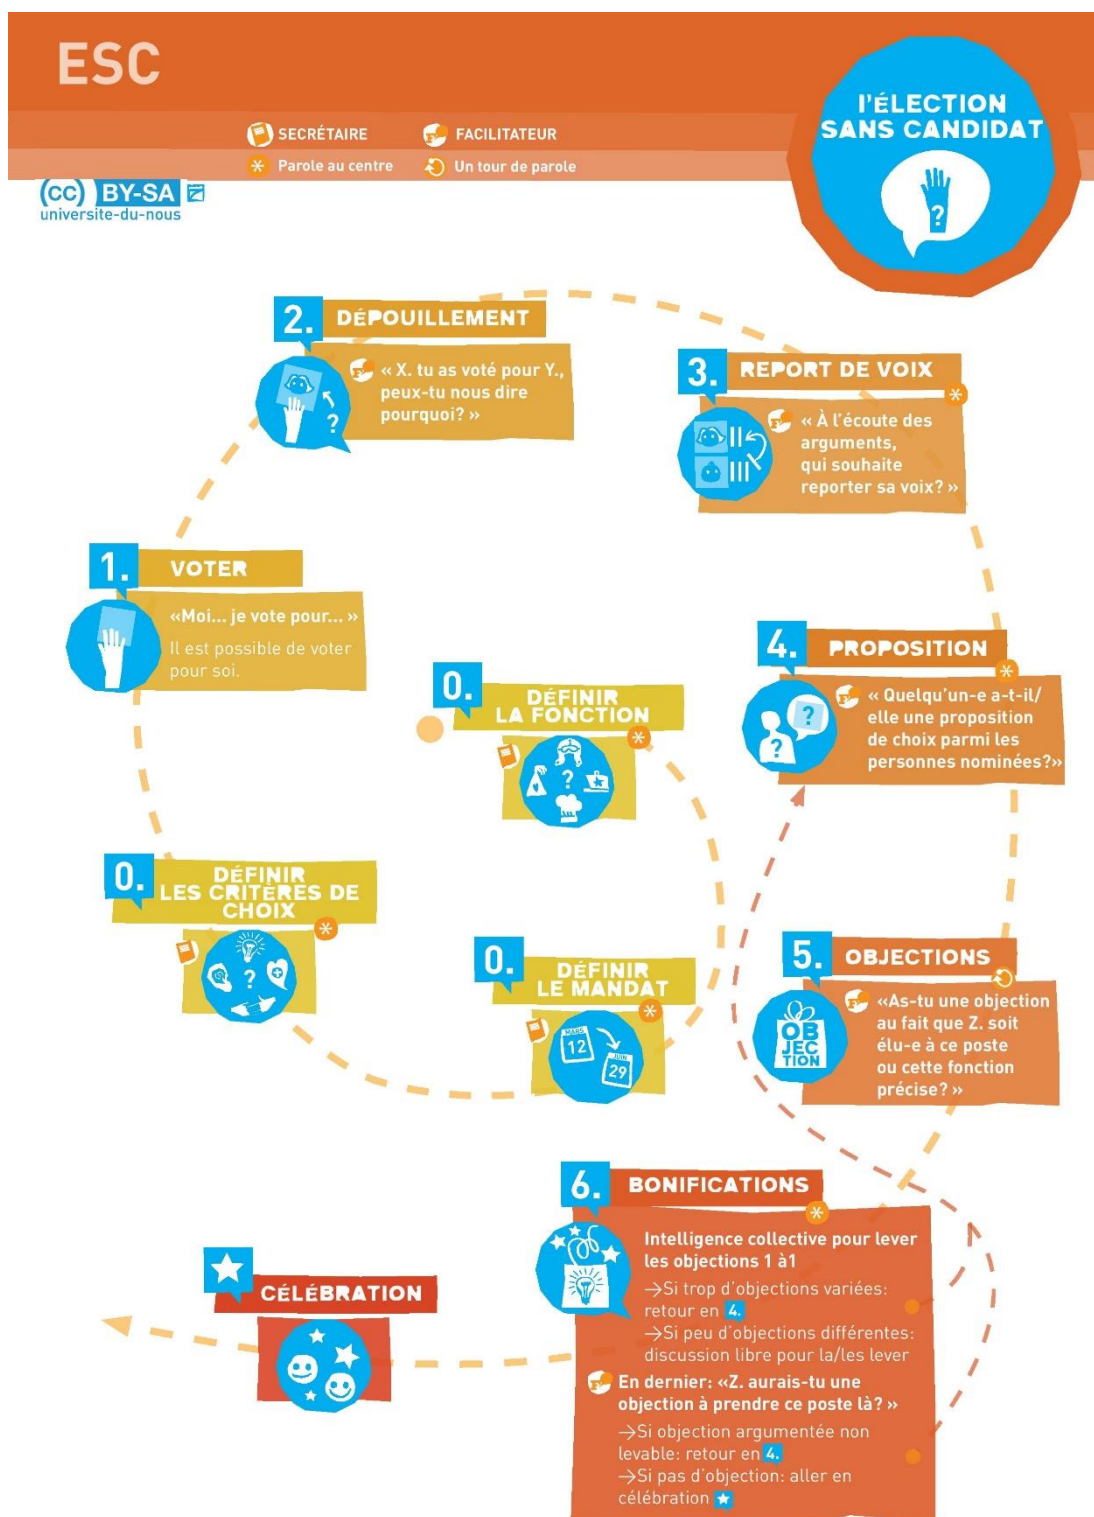 ESC
l'ÉLECTION
SANS CANDIDAT
?
SECRÉTAIRE
FACILITATEUR
Parole au centre
Un tour de parole
(cc) BY-SA
universite-du-nous
2. DÉPOUILLEMENT
« X. tu as voté pour Y.,
peux-tu nous dire
pourquoi? »
?
3. REPORT DE VOIX
« À l'écoute des
arguments,
qui souhaite
reporter sa voix? »
1. VOTER
«Moi... je vote pour... »
Il est possible de voter
pour soi.
4. PROPOSITION
« Quelqu'un-e a-t-il/
elle une proposition
de choix parmi les
personnes nominées?»
?
?
0. DÉFINIR
LA FONCTION
?
0. DÉFINIR
LES CRITÈRES DE
CHOIX
?
0. DÉFINIR
LE MANDAT
MARS
12
JUIN
29
5. OBJECTIONS
«As-tu une objection
au fait que Z. soit
élu-e à ce poste
ou cette fonction
précise? »
OB
JEC
TION
6. BONIFICATIONS
Intelligence collective pour lever
les objections 1 à1
→Si trop d'objections variées:
retour en 4.
→Si peu d'objections différentes:
discussion libre pour la/les lever
En dernier: «Z. aurais-tu une
objection à prendre ce poste là? »
→Si objection argumentée non
levable: retour en 4.
→Si pas d'objection: aller en
célébration
CÉLÉBRATION